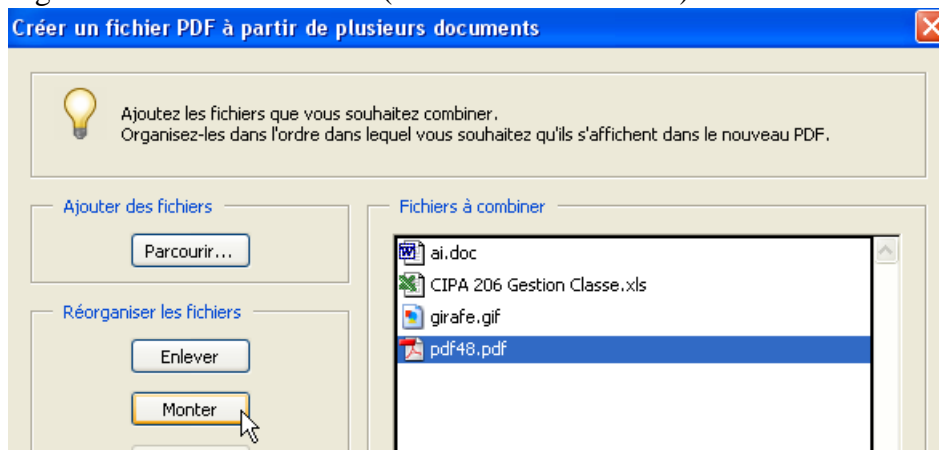 Créer un fichier PDF à partir de plusieurs documents
Ajoutez les fichiers que vous souhaitez combiner.
Organisez-les dans l'ordre dans lequel vous souhaitez qu'ils s'affichent dans le nouveau PDF.
Ajouter des fichiers
Parcourir...
Réorganiser les fichiers
Enlever
Monter
Fichiers à combiner
ai.doc
CIPA 206 Gestion Classe.xls
girafe.gif
pdf48.pdf